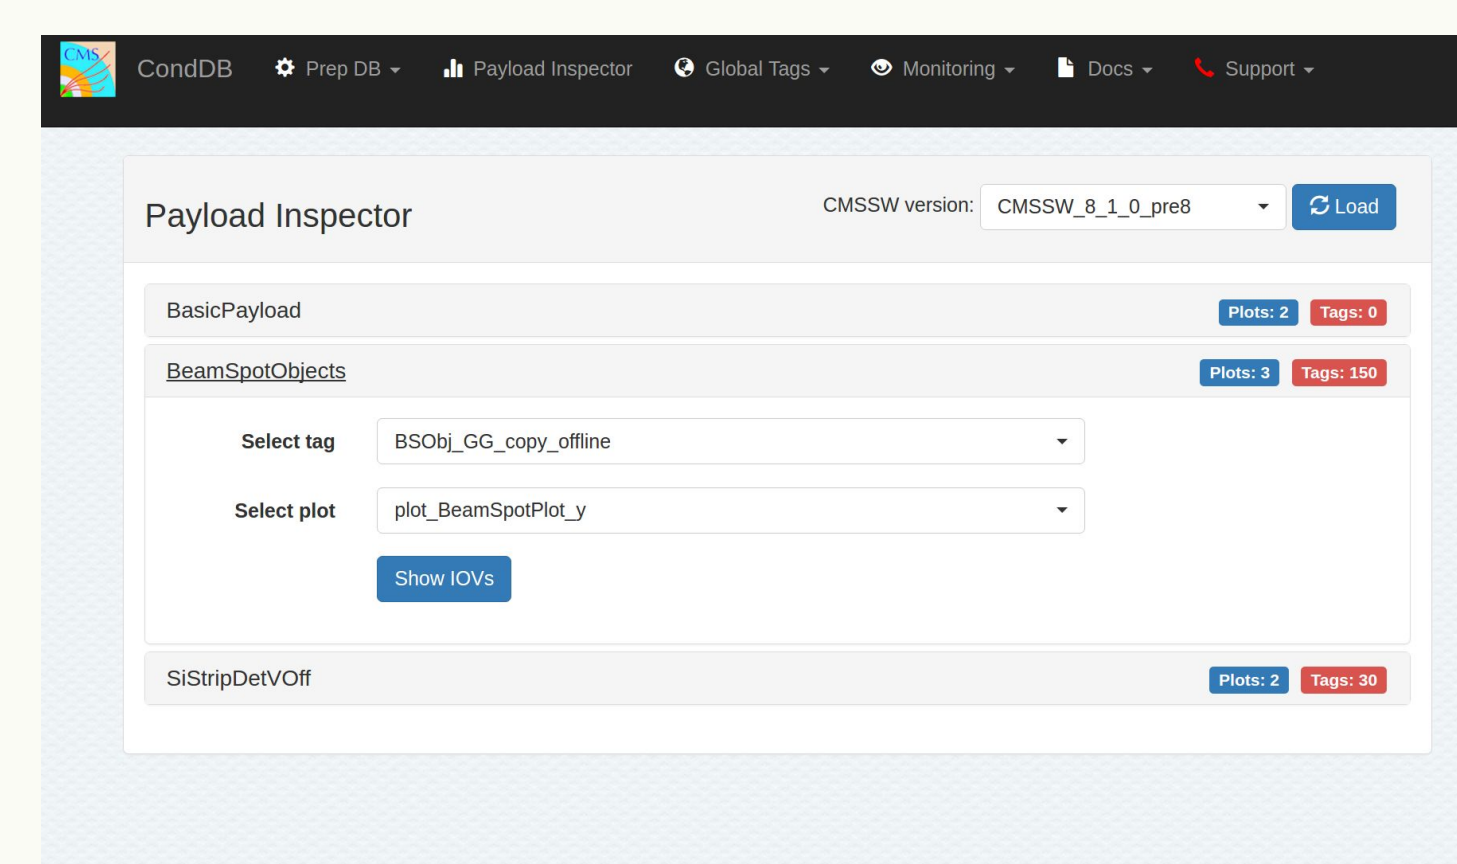 CMS CondDB Prep DB Payload Inspector Global Tags Monitoring Docs Support
Payload Inspector CMSSW version: CMSSW_8_1_0_pre8 Load
BasicPayload Plots: 2 Tags: 0
BeamSpotObjects Plots: 3 Tags: 150
Select tag BSObj_GG_copy_offline
Select plot plot_BeamSpotPlot_y
Show IOVs
SiStripDetVOff Plots: 2 Tags: 30